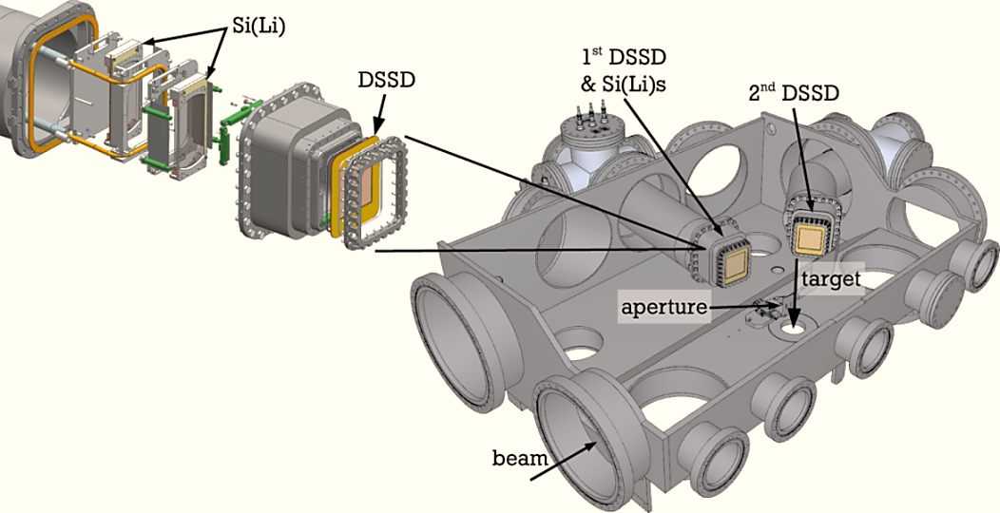 Si(Li)
DSSD
1st DSSD
& Si(Li)s
2nd DSSD
target
aperture
beam